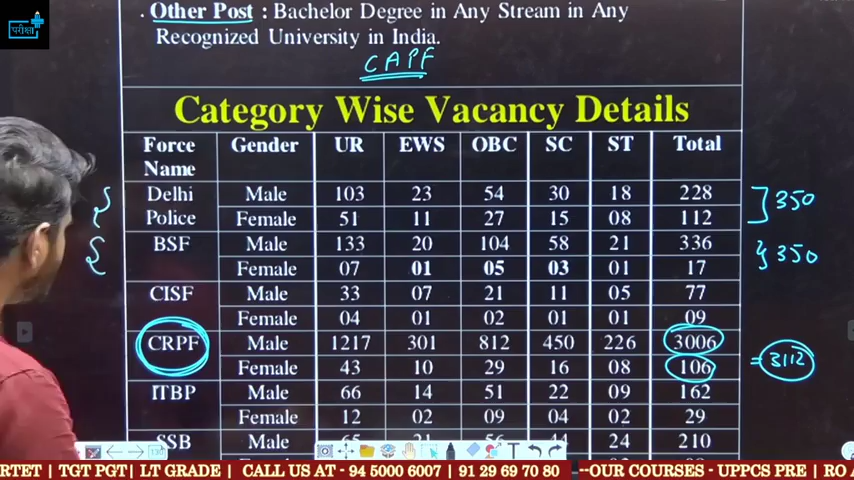 परीक्षा
. Other Post : Bachelor Degree in Any Stream in Any
Recognized University in India.
CAPF
Category Wise Vacancy Details
Force Name Gender UR EWS OBC SC ST Total
Delhi Police Male 103 23 54 30 18 228
Female 51 11 27 15 08 112
] 350
BSF Male 133 20 104 58 21 336
Female 07 01 05 03 01 17
} 350
CISF Male 33 07 21 11 05 77
Female 04 01 02 01 01 09
CRPF Male 1217 301 812 450 226 3006
Female 43 10 29 16 08 106
= 3112
ITBP Male 66 14 51 22 09 162
Female 12 02 09 04 02 29
SSB Male 65 21 56 44 24 210
RTET | TGT PGT| LT GRADE | CALL US AT - 94 5000 6007 | 91 29 69 70 80 --OUR COURSES - UPPCS PRE | RO A